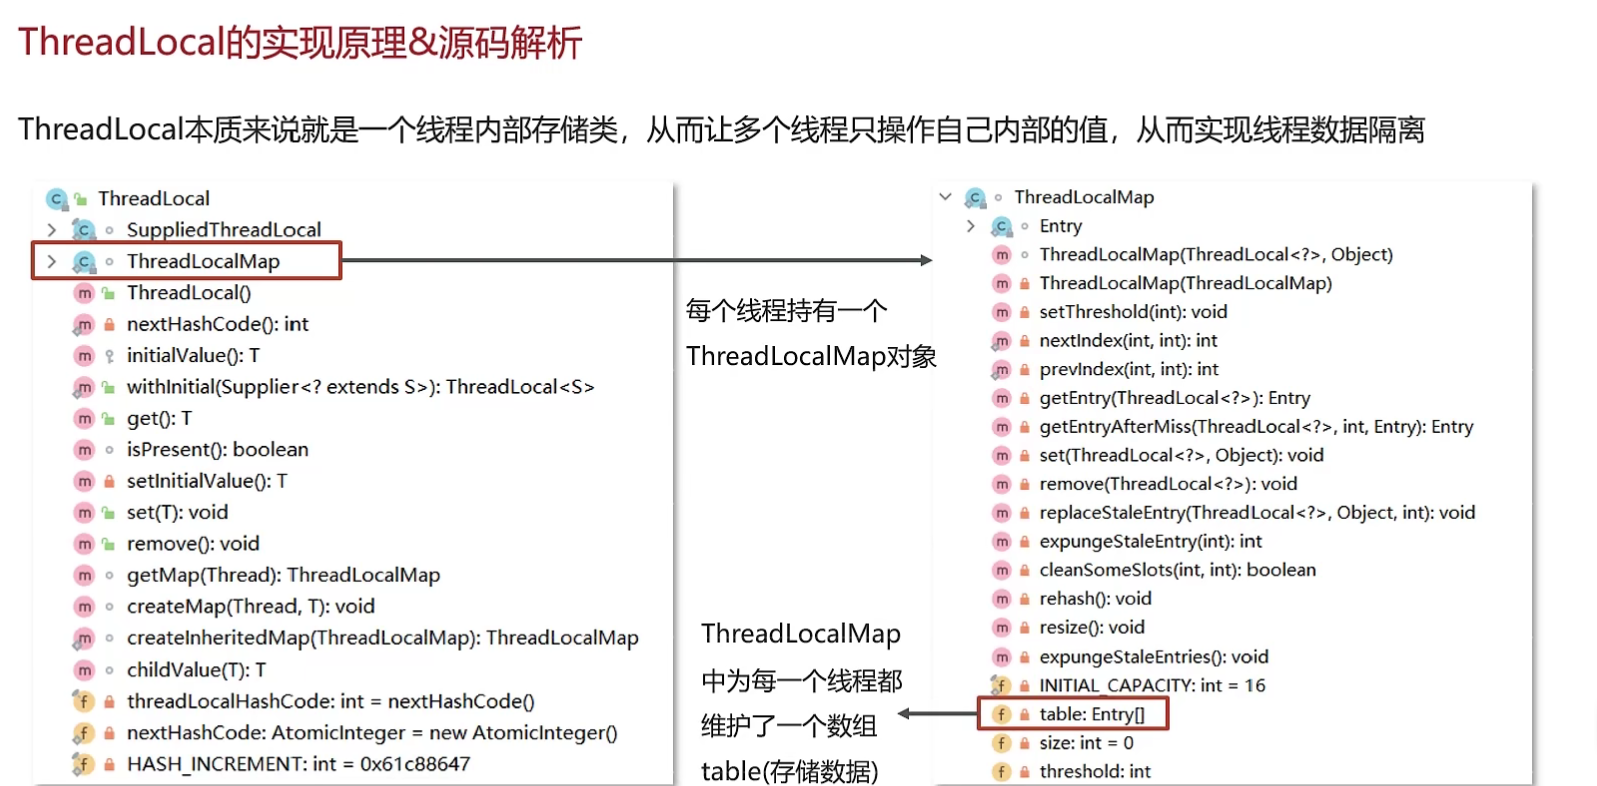 ThreadLocal的实现原理&源码解析
ThreadLocal本质来说就是一个线程内部存储类，从而让多个线程只操作自己内部的值，从而实现线程数据隔离
ThreadLocal
SuppliedThreadLocal
ThreadLocalMap
ThreadLocal()
nextHashCode(): int
initialValue(): T
withInitial(Supplier<? extends S>): ThreadLocal<S>
get(): T
isPresent(): boolean
setInitialValue(): T
set(T): void
remove(): void
getMap(Thread): ThreadLocalMap
createMap(Thread, T): void
createInheritedMap(ThreadLocalMap): ThreadLocalMap
childValue(T): T
threadLocalHashCode: int = nextHashCode()
nextHashCode: AtomicInteger = new AtomicInteger()
HASH_INCREMENT: int = 0x61c88647
每个线程持有一个
ThreadLocalMap对象
ThreadLocalMap
中为每一个线程都
维护了一个数组
table(存储数据)
ThreadLocalMap
Entry
ThreadLocalMap(ThreadLocal<?>, Object)
ThreadLocalMap(ThreadLocalMap)
setThreshold(int): void
nextIndex(int, int): int
prevIndex(int, int): int
getEntry(ThreadLocal<?>): Entry
getEntryAfterMiss(ThreadLocal<?>, int, Entry): Entry
set(ThreadLocal<?>, Object): void
remove(ThreadLocal<?>): void
replaceStaleEntry(ThreadLocal<?>, Object, int): void
expungeStaleEntry(int): int
cleanSomeSlots(int, int): boolean
rehash(): void
resize(): void
expungeStaleEntries(): void
INITIAL_CAPACITY: int = 16
table: Entry[]
size: int = 0
threshold: int